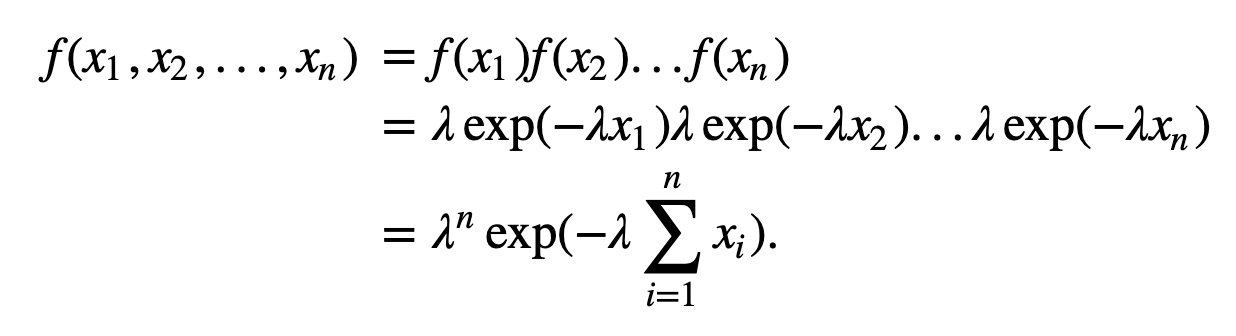 f(x₁, x₂, . . . , xₙ) = f(x₁)f(x₂). . . f(xₙ)
= λ exp(−λx₁)λ exp(−λx₂). . . λ exp(−λxₙ)
= λⁿ exp(−λ ∑ᵢ₌₁ⁿ xᵢ).